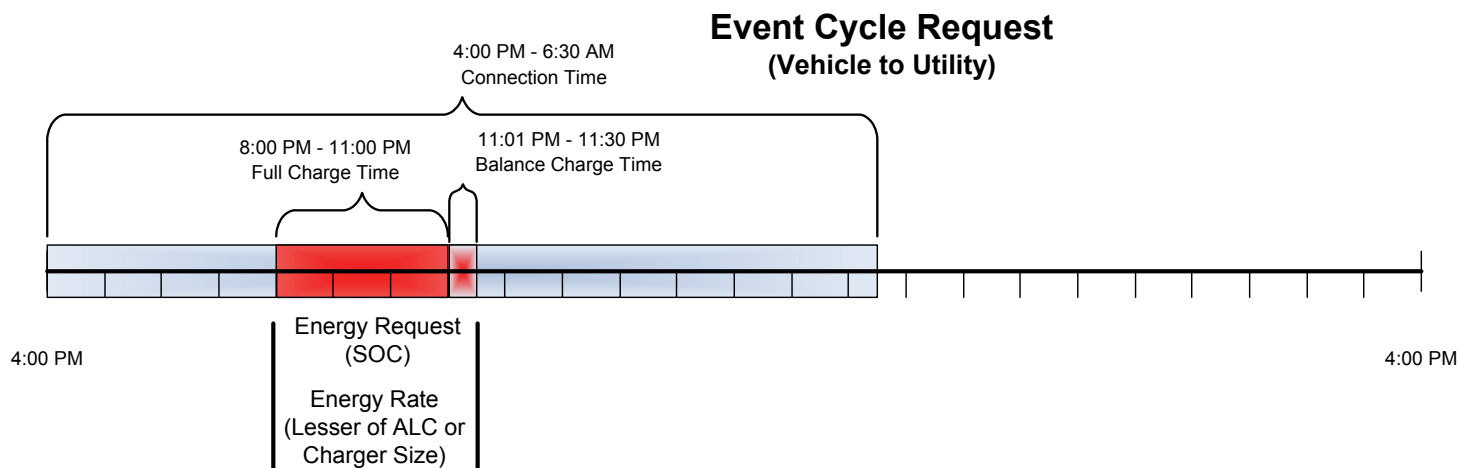 Event Cycle Request
(Vehicle to Utility)
4:00 PM - 6:30 AM
Connection Time
8:00 PM - 11:00 PM
Full Charge Time
11:01 PM - 11:30 PM
Balance Charge Time
Energy Request
(SOC)
4:00 PM
4:00 PM
Energy Rate
(Lesser of ALC or
Charger Size)